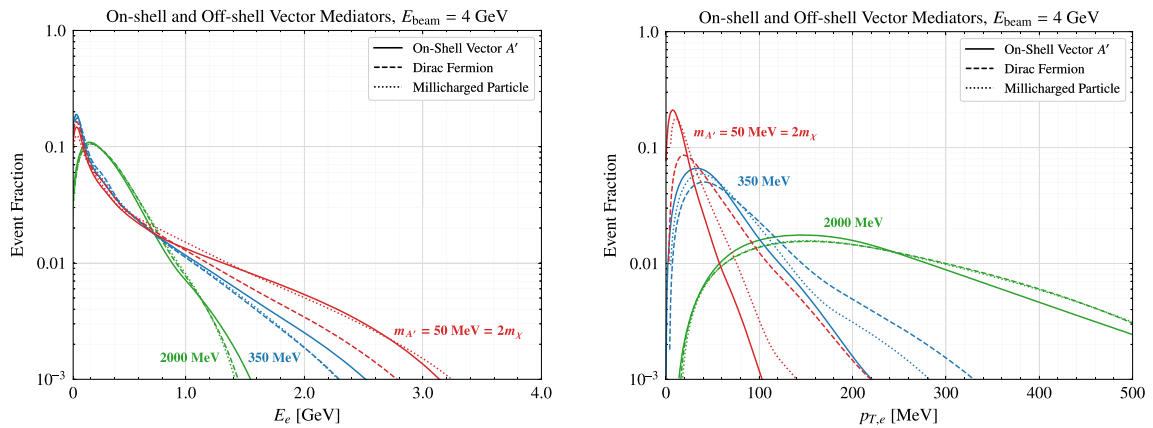 On-shell and Off-shell Vector Mediators, E_beam = 4 GeV
1.0
0.1
0.01
10⁻³
Event Fraction
On-Shell Vector A′
Dirac Fermion
Millicharged Particle
m_A′ = 50 MeV = 2m_χ
2000 MeV
350 MeV
0.0
1.0
2.0
3.0
4.0
E_e [GeV]
On-shell and Off-shell Vector Mediators, E_beam = 4 GeV
1.0
0.1
0.01
10⁻³
Event Fraction
On-Shell Vector A′
Dirac Fermion
Millicharged Particle
m_A′ = 50 MeV = 2m_χ
350 MeV
2000 MeV
0
100
200
300
400
500
p_T,e [MeV]